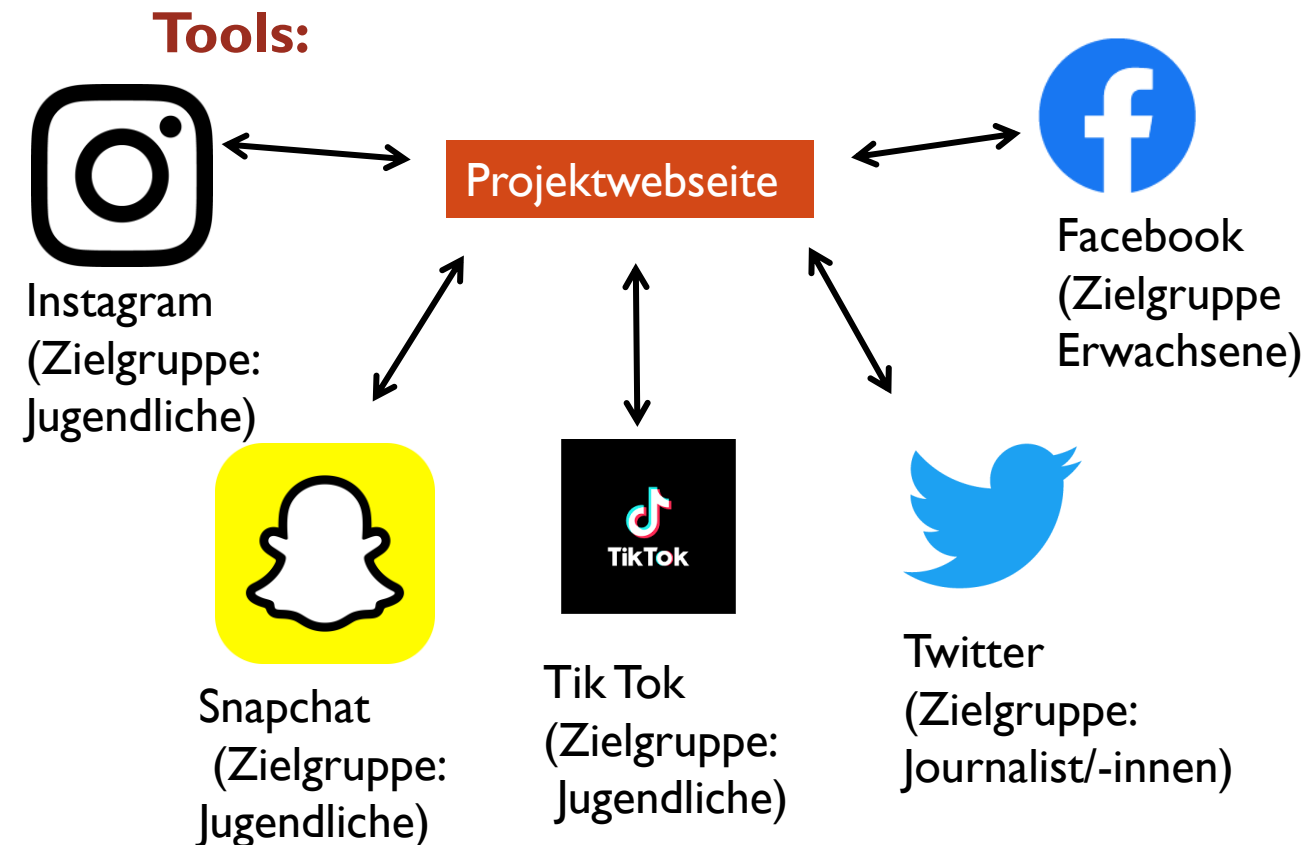 Tools:
Projektwebseite
Instagram
(Zielgruppe:
Jugendliche)
Facebook
(Zielgruppe
Erwachsene)
Snapchat
(Zielgruppe:
Jugendliche)
TikTok
Tik Tok
(Zielgruppe:
Jugendliche)
Twitter
(Zielgruppe:
Journalist/-innen)